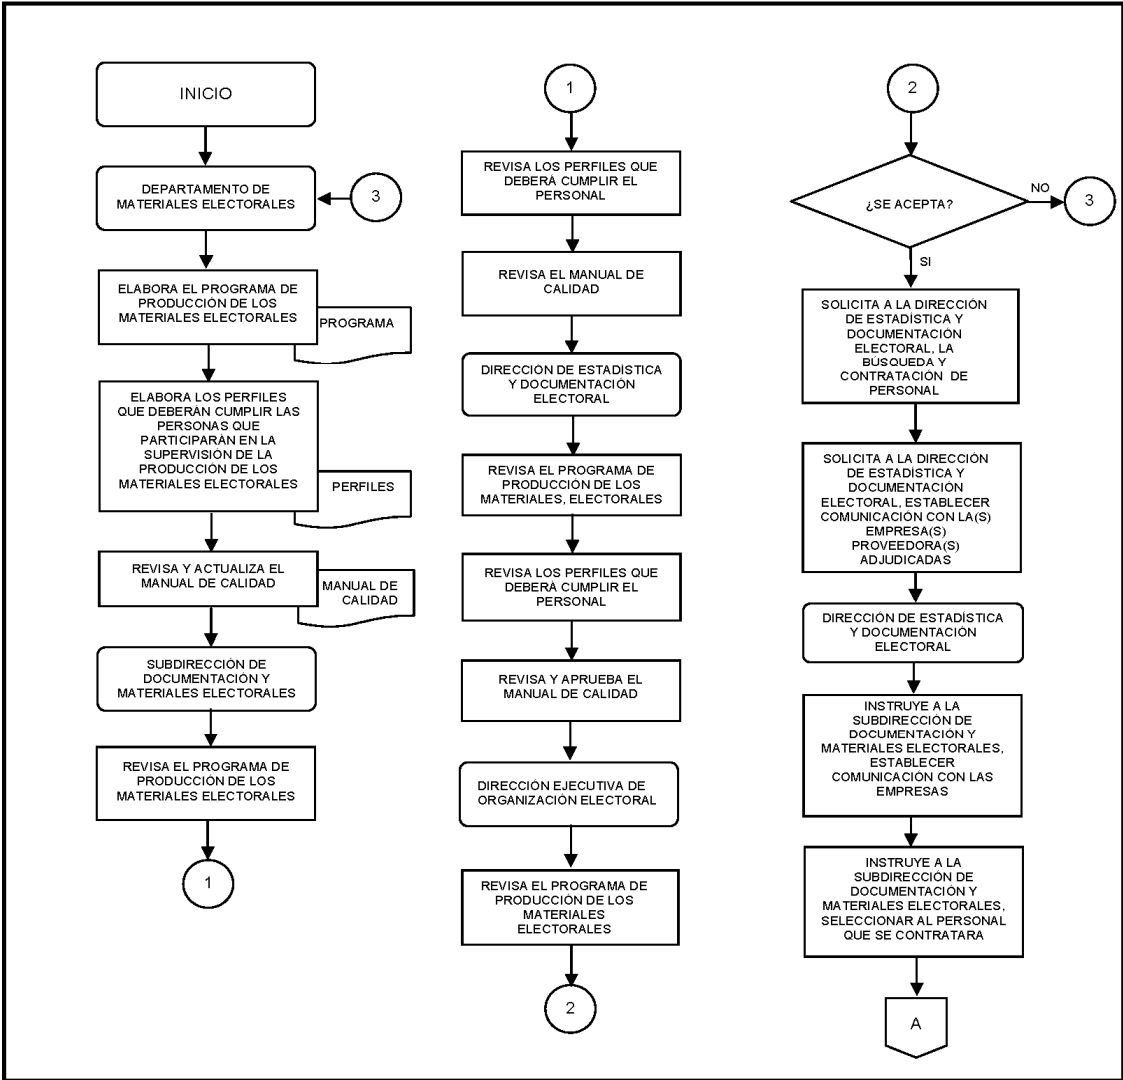 INICIO
DEPARTAMENTO DE
MATERIALES ELECTORALES
3
ELABORA EL PROGRAMA DE
PRODUCCIÓN DE LOS
MATERIALES ELECTORALES
PROGRAMA
ELABORA LOS PERFILES
QUE DEBERÁN CUMPLIR LAS
PERSONAS QUE
PARTICIPARÁN EN LA
SUPERVISIÓN DE LA
PRODUCCIÓN DE LOS
MATERIALES ELECTORALES
PERFILES
REVISA Y ACTUALIZA EL
MANUAL DE CALIDAD
MANUAL DE
CALIDAD
SUBDIRECCIÓN DE
DOCUMENTACIÓN Y
MATERIALES ELECTORALES
REVISA EL PROGRAMA DE
PRODUCCIÓN DE LOS
MATERIALES ELECTORALES
1
1
REVISA LOS PERFILES QUE
DEBERÁ CUMPLIR EL
PERSONAL
REVISA EL MANUAL DE
CALIDAD
DIRECCIÓN DE ESTADÍSTICA
Y DOCUMENTACIÓN
ELECTORAL
REVISA EL PROGRAMA DE
PRODUCCIÓN DE LOS
MATERIALES, ELECTORALES
REVISA LOS PERFILES QUE
DEBERÁ CUMPLIR EL
PERSONAL
REVISA Y APRUEBA EL
MANUAL DE CALIDAD
DIRECCIÓN EJECUTIVA DE
ORGANIZACIÓN ELECTORAL
REVISA EL PROGRAMA DE
PRODUCCIÓN DE LOS
MATERIALES
ELECTORALES
2
2
¿SE ACEPTA?
NO
3
SI
SOLICITA A LA DIRECCIÓN
DE ESTADÍSTICA Y
DOCUMENTACIÓN
ELECTORAL, LA
BÚSQUEDA Y
CONTRATACIÓN DE
PERSONAL
SOLICITA A LA DIRECCIÓN
DE ESTADÍSTICA Y
DOCUMENTACIÓN
ELECTORAL, ESTABLECER
COMUNICACIÓN CON LA(S)
EMPRESA(S)
PROVEEDORA(S)
ADJUDICADAS
DIRECCIÓN DE ESTADÍSTICA
Y DOCUMENTACIÓN
ELECTORAL
INSTRUYE A LA
SUBDIRECCIÓN DE
DOCUMENTACIÓN Y
MATERIALES ELECTORALES,
ESTABLECER
COMUNICACIÓN CON LAS
EMPRESAS
INSTRUYE A LA
SUBDIRECCIÓN DE
DOCUMENTACIÓN Y
MATERIALES ELECTORALES,
SELECCIONAR AL PERSONAL
QUE SE CONTRATARA
A